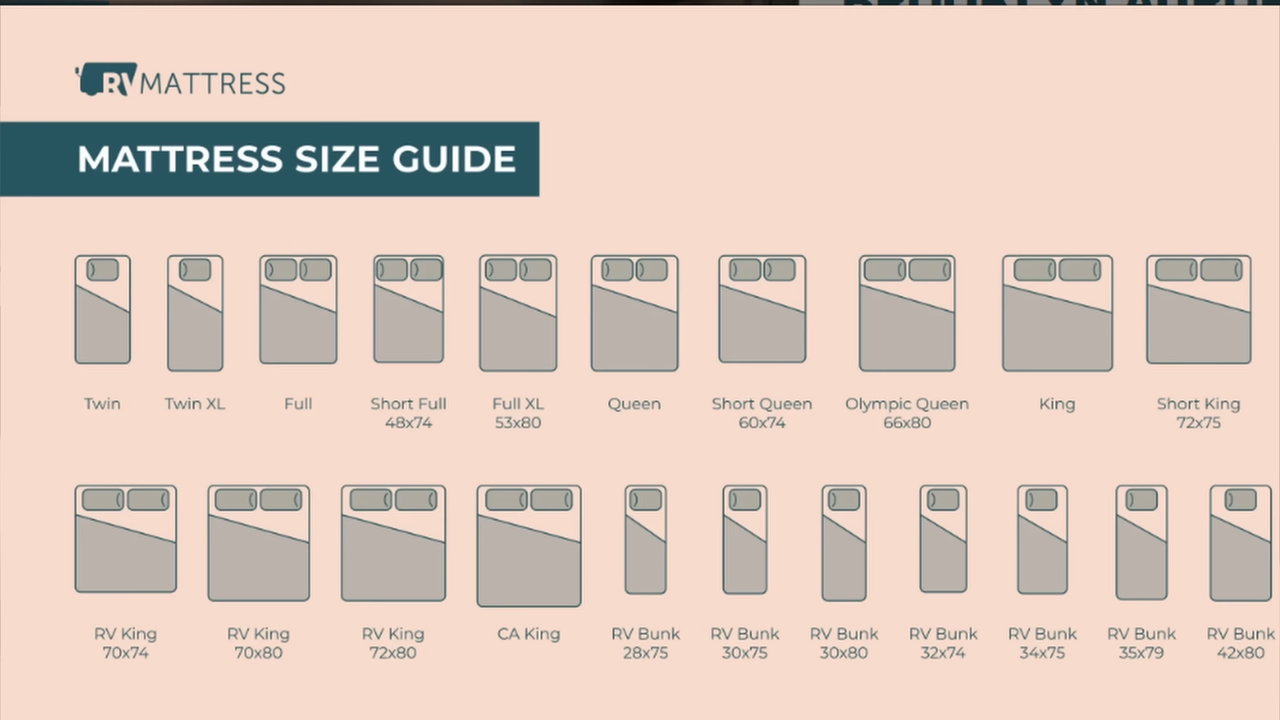 RVMATTRESS
MATTRESS SIZE GUIDE
Twin
Twin XL
Full
Short Full
48x74
Full XL
53x80
Queen
Short Queen
60x74
Olympic Queen
66x80
King
Short King
72x75
RV King
70x74
RV King
70x80
RV King
72x80
CA King
RV Bunk
28x75
RV Bunk
30x75
RV Bunk
30x80
RV Bunk
32x74
RV Bunk
34x75
RV Bunk
35x79
RV Bunk
42x80